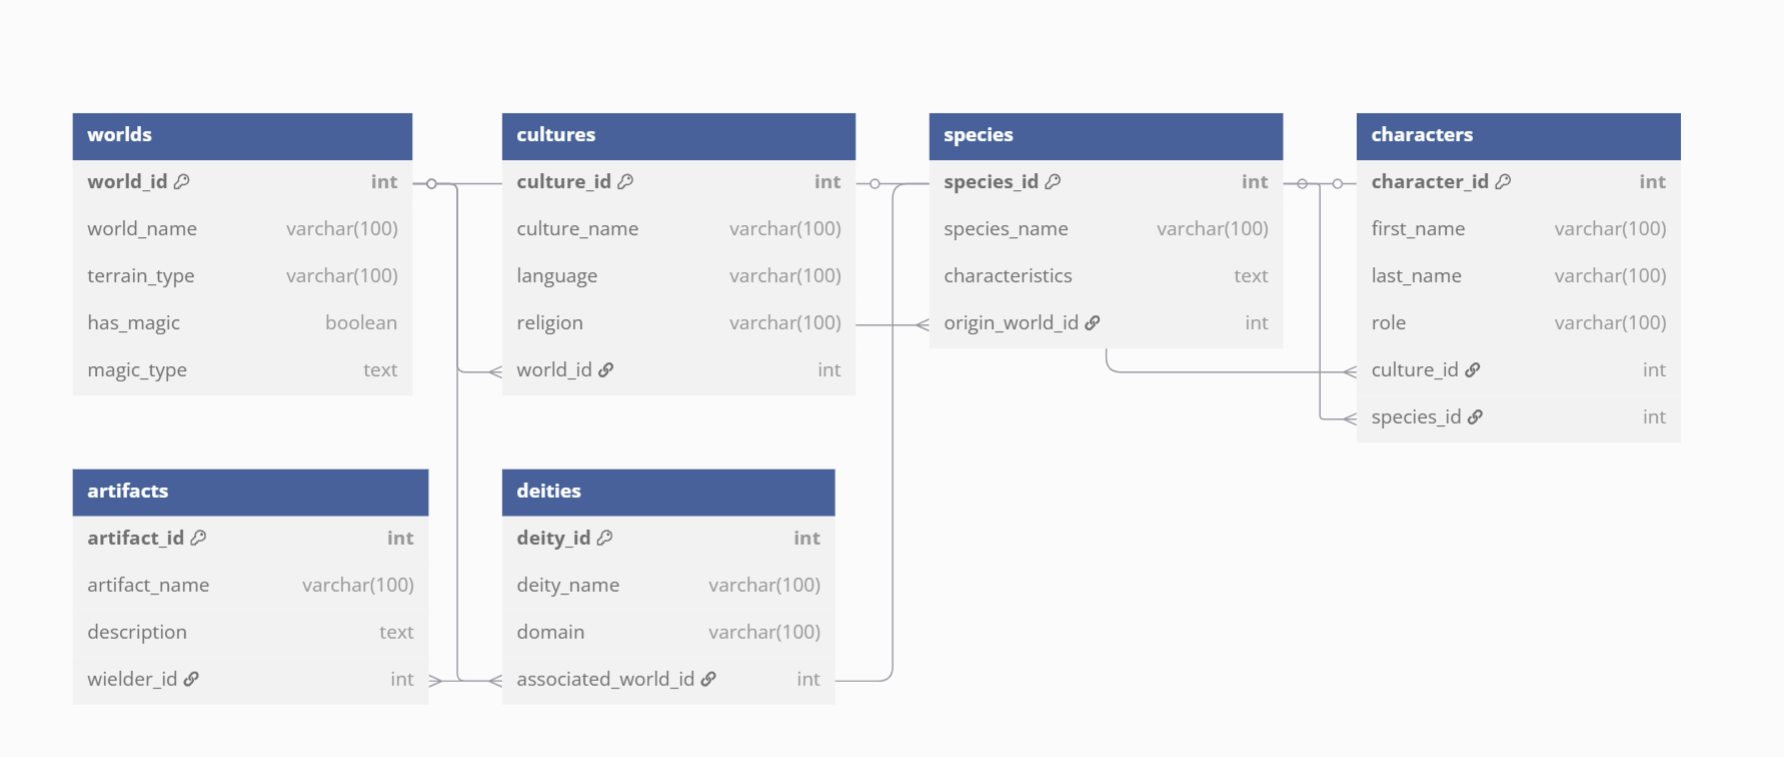 worlds
world_id int
world_name varchar(100)
terrain_type varchar(100)
has_magic boolean
magic_type text
cultures
culture_id int
culture_name varchar(100)
language varchar(100)
religion varchar(100)
world_id int
species
species_id int
species_name varchar(100)
characteristics text
origin_world_id int
characters
character_id int
first_name varchar(100)
last_name varchar(100)
role varchar(100)
culture_id int
species_id int
artifacts
artifact_id int
artifact_name varchar(100)
description text
wielder_id int
deities
deity_id int
deity_name varchar(100)
domain varchar(100)
associated_world_id int